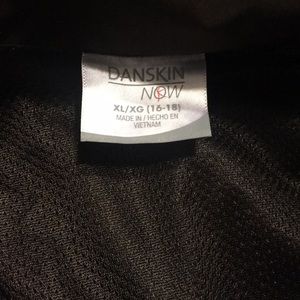 DANSKIN
NOW
XL/XG (16-18)
MADE IN / HECHO EN
VIETNAM